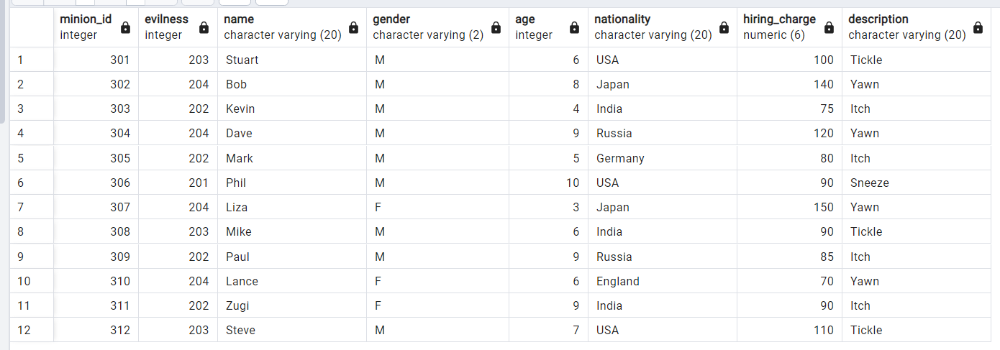 minion_id evilness name gender age nationality hiring_charge description
integer integer character varying (20) character varying (2) integer character varying (20) numeric (6) character varying (20)
1 301 203 Stuart M 6 USA 100 Tickle
2 302 204 Bob M 8 Japan 140 Yawn
3 303 202 Kevin M 4 India 75 Itch
4 304 204 Dave M 9 Russia 120 Yawn
5 305 202 Mark M 5 Germany 80 Itch
6 306 201 Phil M 10 USA 90 Sneeze
7 307 204 Liza F 3 Japan 150 Yawn
8 308 203 Mike M 6 India 90 Tickle
9 309 202 Paul M 9 Russia 85 Itch
10 310 204 Lance F 6 England 70 Yawn
11 311 202 Zugi F 9 India 90 Itch
12 312 203 Steve M 7 USA 110 Tickle